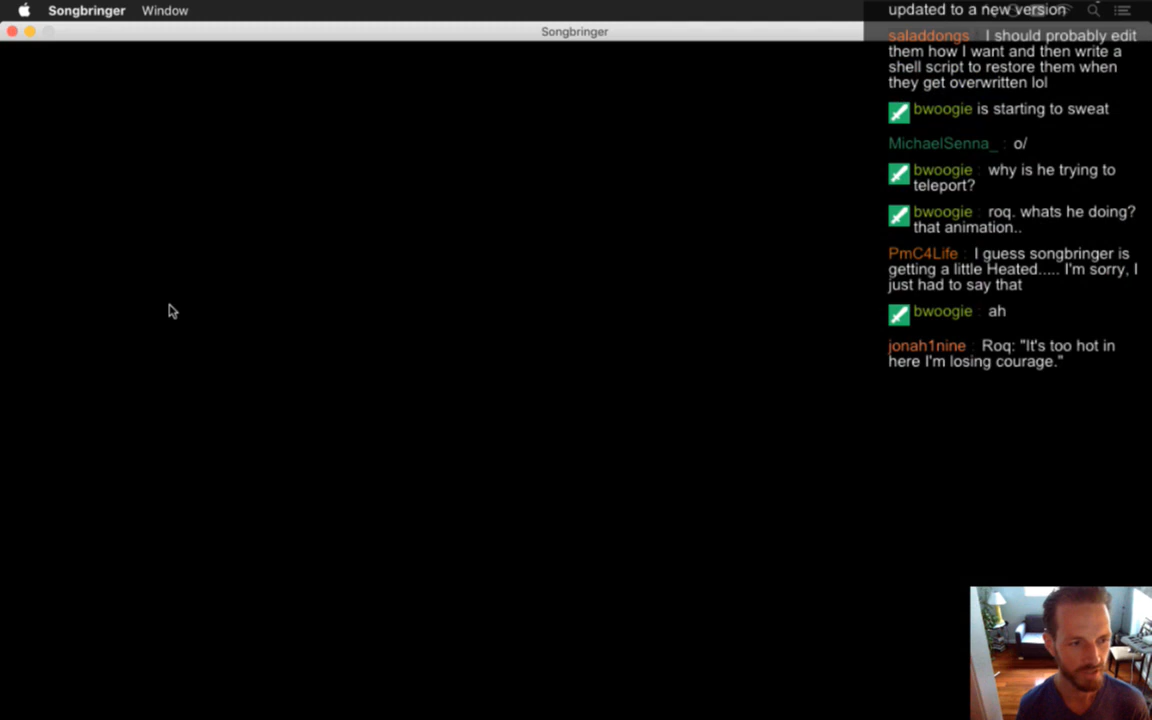 Songbringer Window
Songbringer
updated to a new version
saladdongs : I should probably edit
them how I want and then write a
shell script to restore them when
they get overwritten lol
bwoogie is starting to sweat
MichaelSenna_ : o/
bwoogie : why is he trying to
teleport?
bwoogie : roq. whats he doing?
that animation..
PmC4Life : I guess songbringer is
getting a little Heated..... I'm sorry, I
just had to say that
bwoogie : ah
jonah1nine : Roq: "It's too hot in
here I'm losing courage."